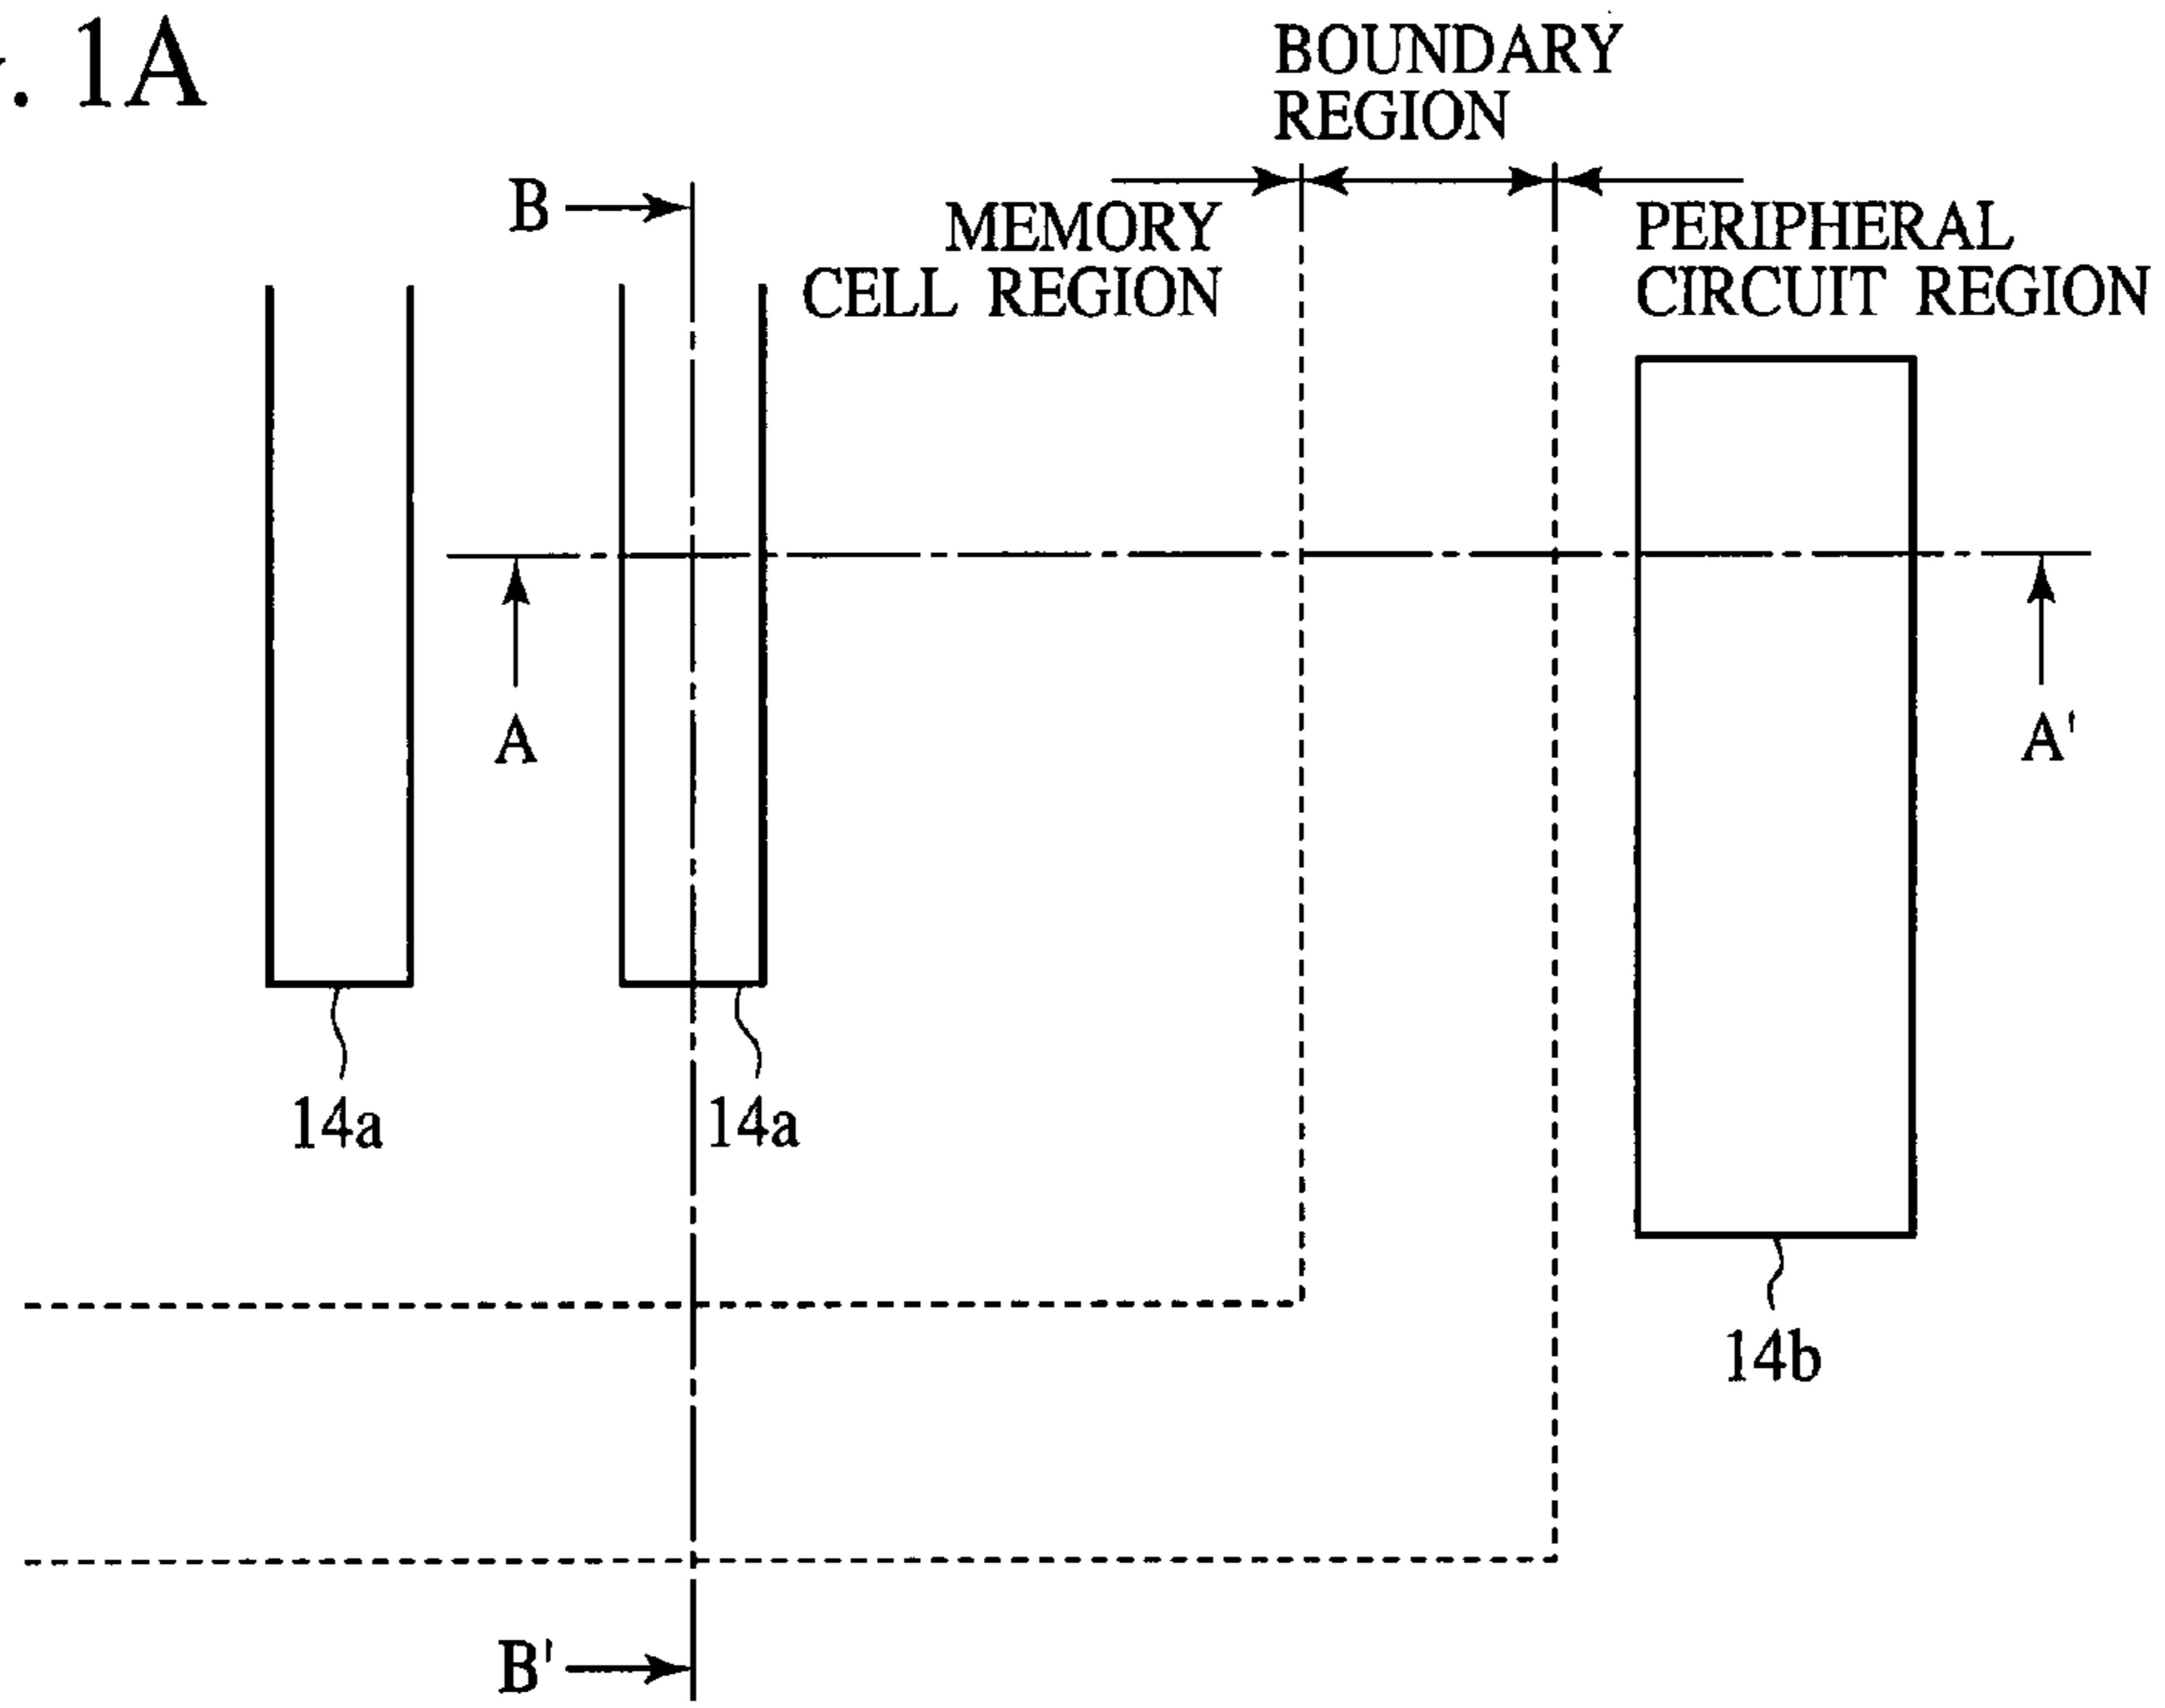 . 1A
BOUNDARY
REGION
B
MEMORY
CELL REGION
PERIPHERAL
CIRCUIT REGION
A
A'
14a
14a
14b
B'